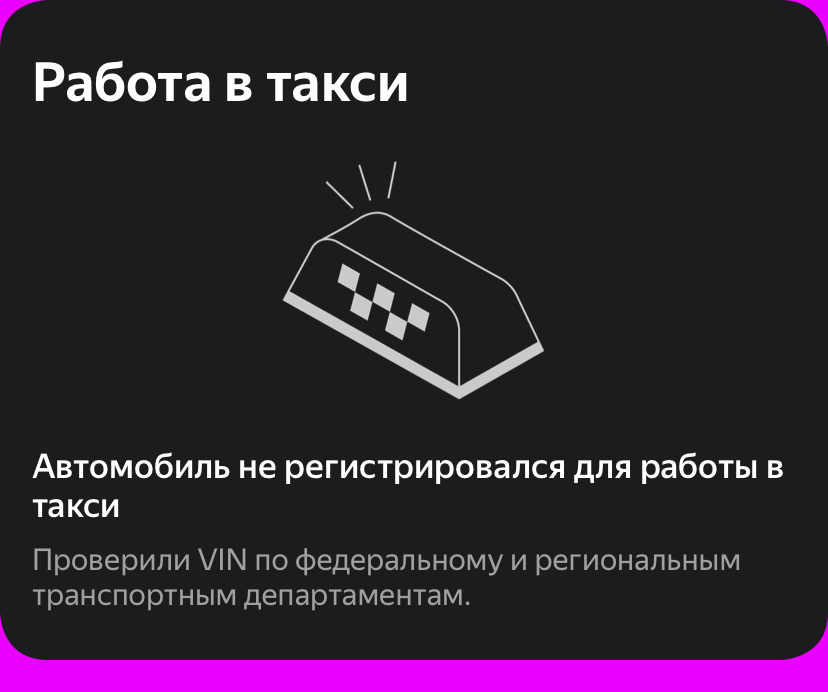 Работа в такси
Автомобиль не регистрировался для работы в
такси
Проверили VIN по федеральному и региональным
транспортным департаментам.